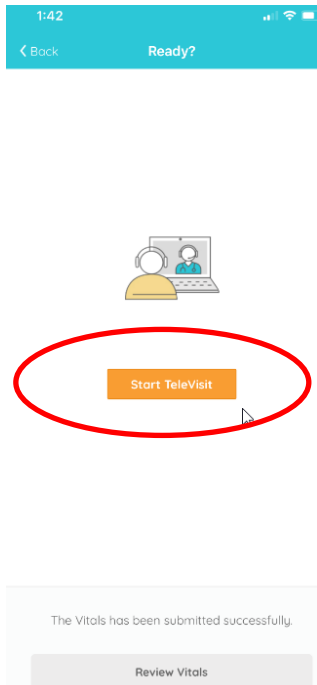 1:42
Back
Ready?
Start TeleVisit
The Vitals has been submitted successfully.
Review Vitals